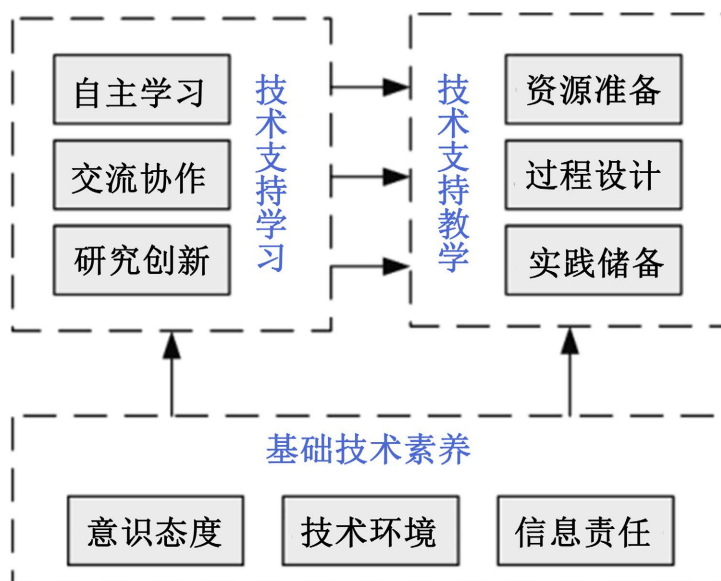 自主学习
交流协作
研究创新
技术支持学习
技术支持教学
资源准备
过程设计
实践储备
基础技术素养
意识态度
技术环境
信息责任